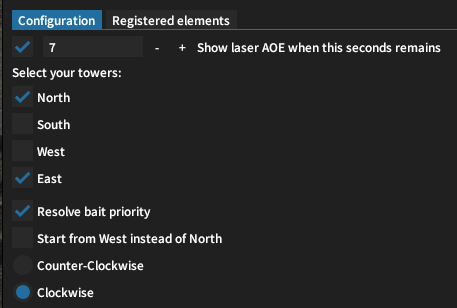 Configuration Registered elements
7 - + Show laser AOE when this seconds remains
Select your towers:
North
South
West
East
Resolve bait priority
Start from West instead of North
Counter-Clockwise
Clockwise